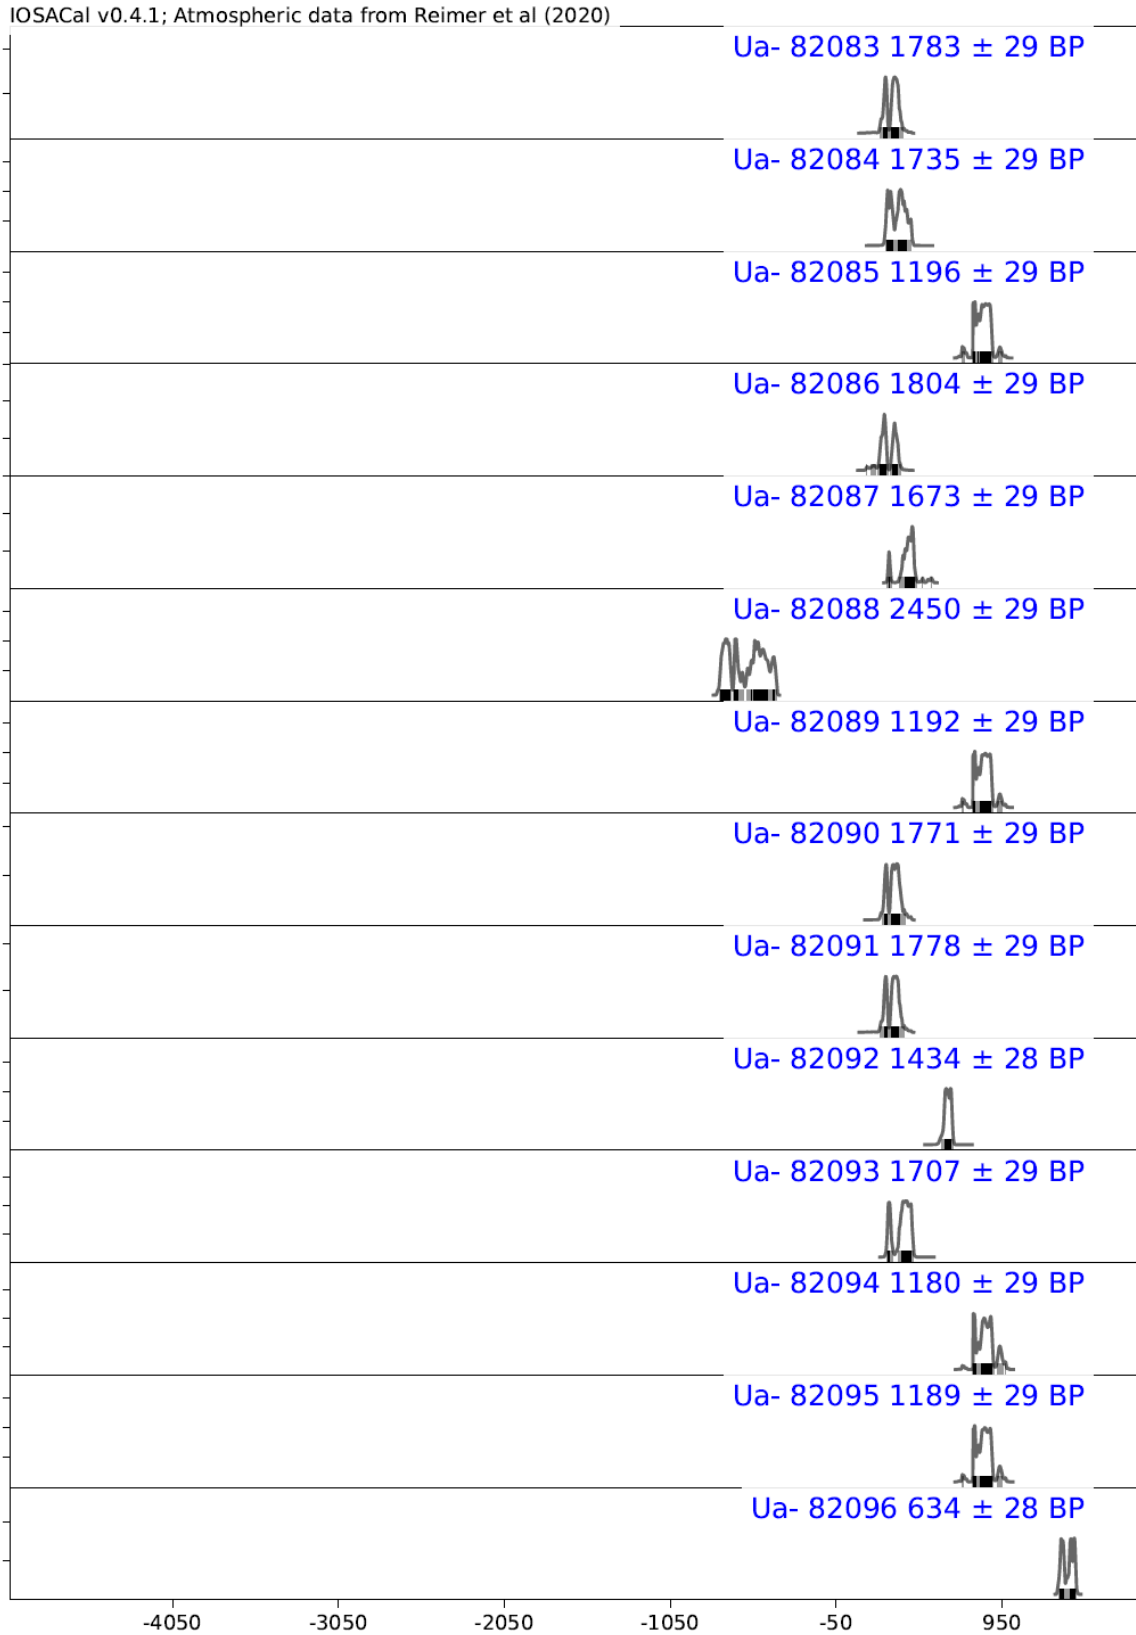 IOSACal v0.4.1; Atmospheric data from Reimer et al (2020)
Ua- 82083 1783 ± 29 BP
Ua- 82084 1735 ± 29 BP
Ua- 82085 1196 ± 29 BP
Ua- 82086 1804 ± 29 BP
Ua- 82087 1673 ± 29 BP
Ua- 82088 2450 ± 29 BP
Ua- 82089 1192 ± 29 BP
Ua- 82090 1771 ± 29 BP
Ua- 82091 1778 ± 29 BP
Ua- 82092 1434 ± 28 BP
Ua- 82093 1707 ± 29 BP
Ua- 82094 1180 ± 29 BP
Ua- 82095 1189 ± 29 BP
Ua- 82096 634 ± 28 BP
-4050 -3050 -2050 -1050 -50 950